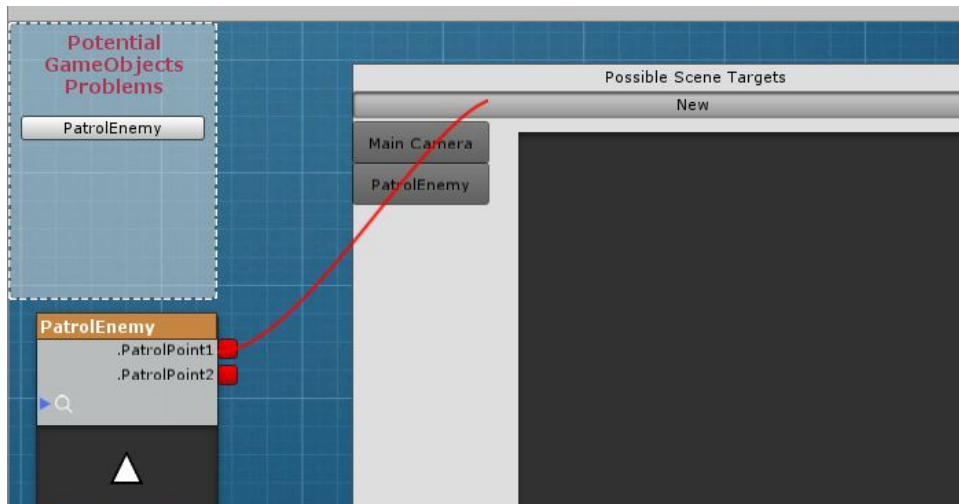 Potential
GameObjects
Problems
PatrolEnemy
Possible Scene Targets
New
Main Camera
PatrolEnemy
PatrolEnemy
.PatrolPoint1
.PatrolPoint2